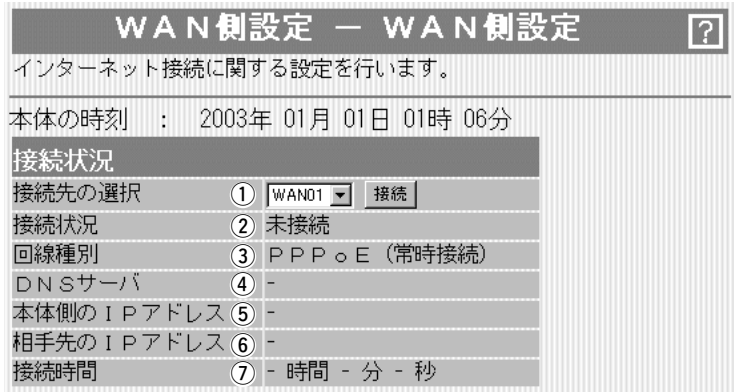 ＷＡＮ側設定 － ＷＡＮ側設定 ?
インターネット接続に関する設定を行います。
本体の時刻 ： 2003年 01月 01日 01時 06分
接続状況
接続先の選択 ① WAN01 接続
接続状況 ② 未接続
回線種別 ③ ＰＰＰｏＥ（常時接続）
ＤＮＳサーバ ④ -
本体側のＩＰアドレス ⑤ -
相手先のＩＰアドレス ⑥ -
接続時間 ⑦ - 時間 - 分 - 秒